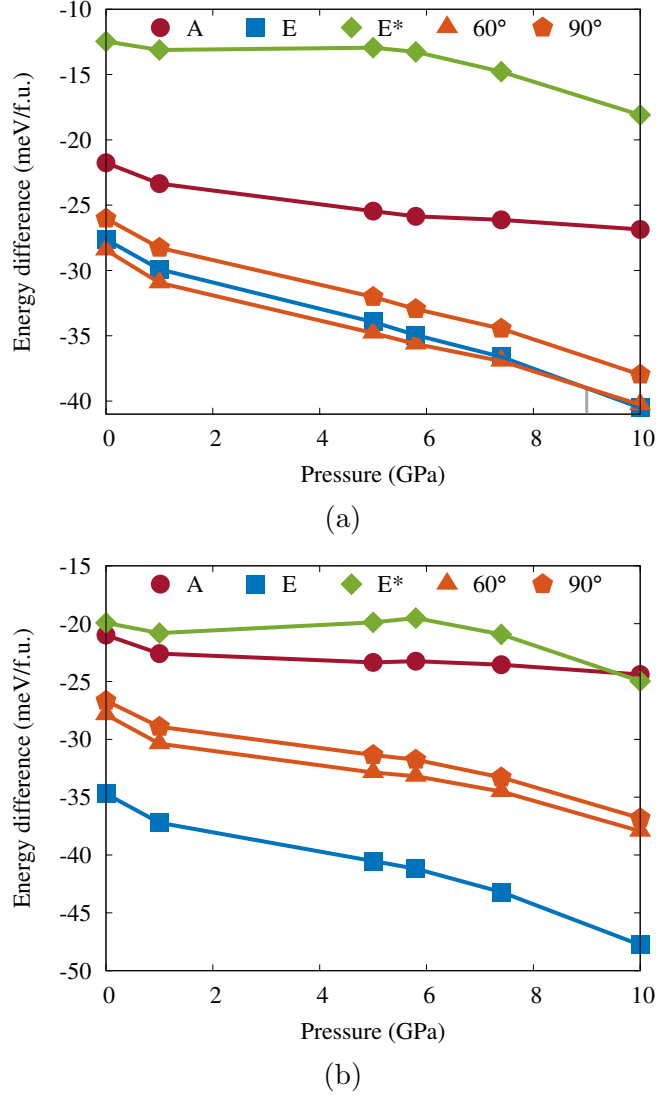 A E E* 60° 90°
-10
-15
-20
-25
-30
-35
-40
Energy difference (meV/f.u.)
0 2 4 6 8 10
Pressure (GPa)
(a)
A E E* 60° 90°
-15
-20
-25
-30
-35
-40
-45
-50
Energy difference (meV/f.u.)
0 2 4 6 8 10
Pressure (GPa)
(b)